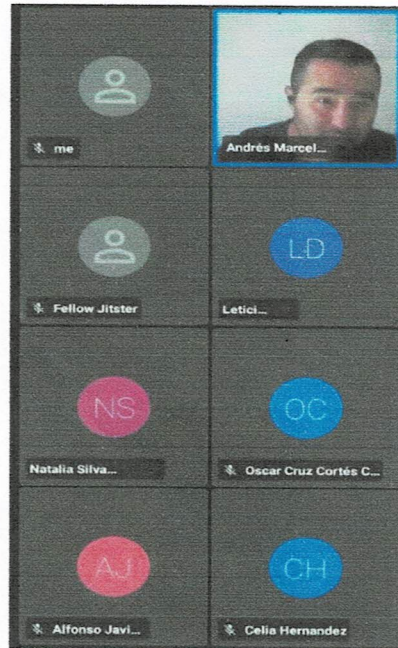 me
Andrés Marcel...
LD
Fellow Jitster
Letici...
NS
OC
Natalia Silva...
Oscar Cruz Cortés C...
AJ
CH
Alfonso Javi...
Celia Hernandez